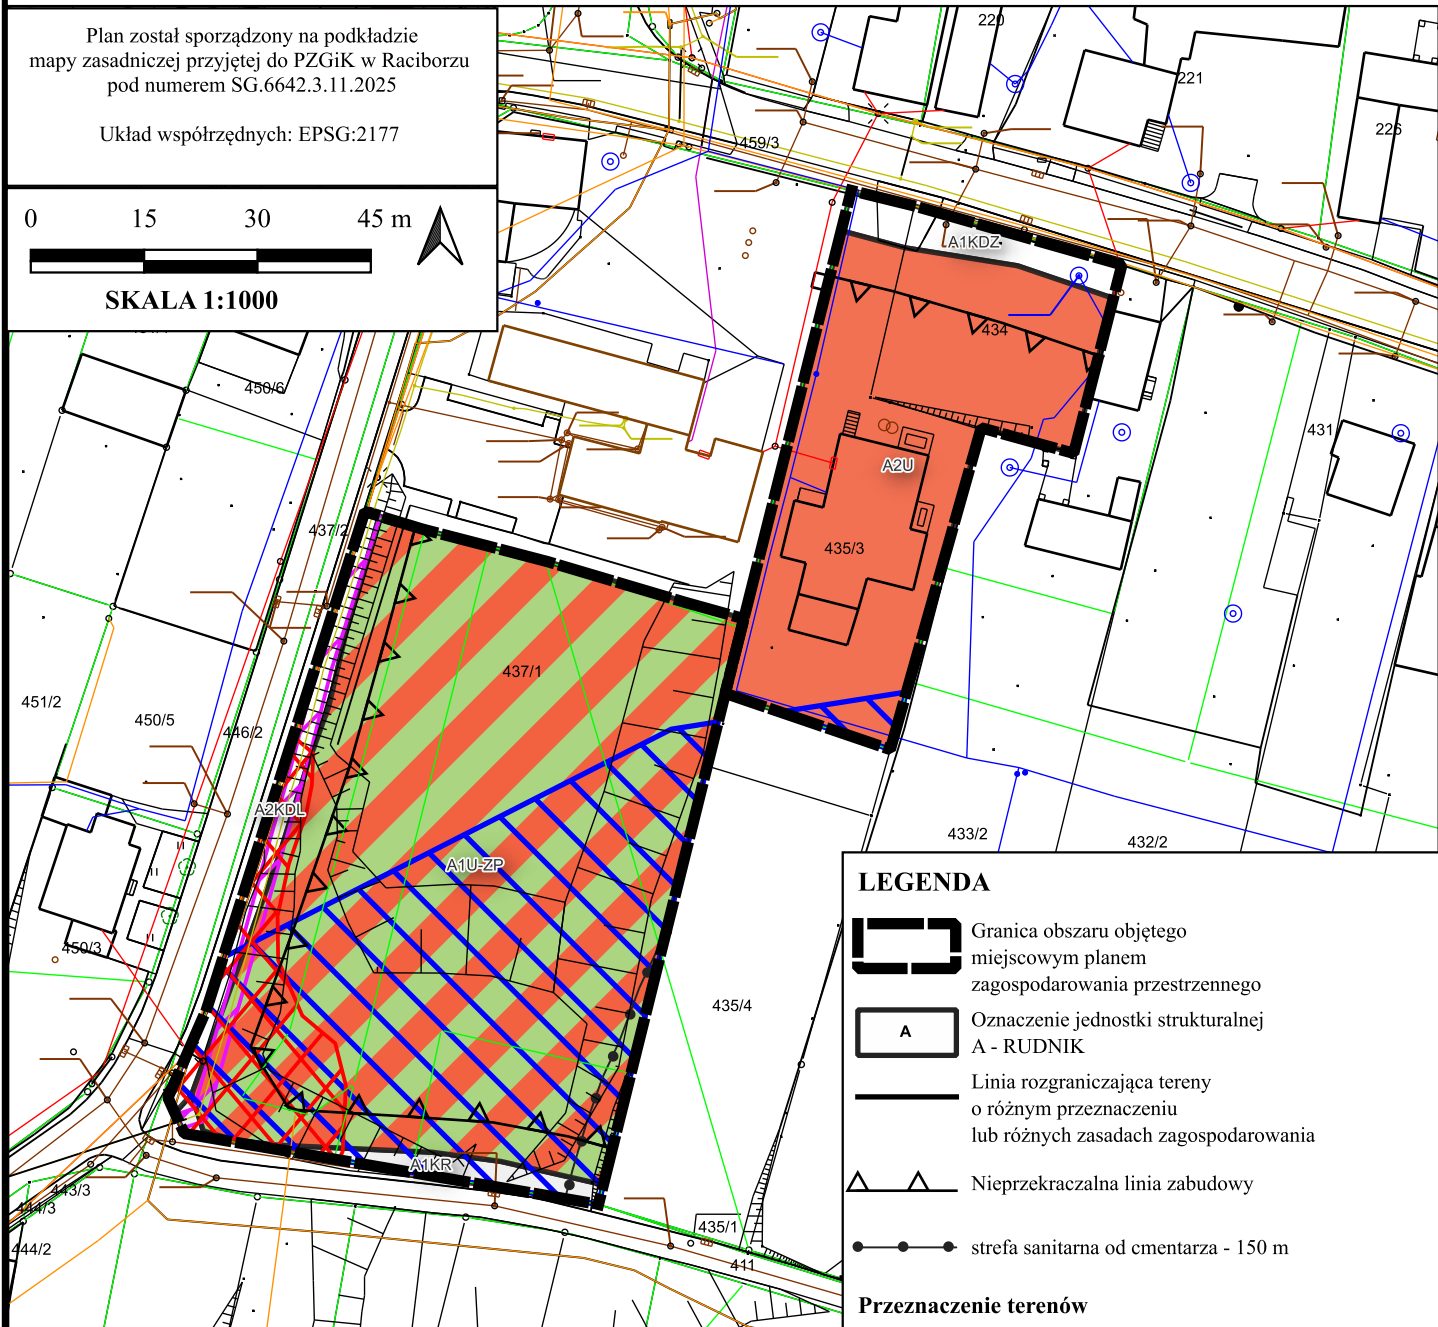 Plan został sporządzony na podkładzie
mapy zasadniczej przyjętej do PZGiK w Raciborzu
pod numerem SG.6642.3.11.2025
Układ współrzędnych: EPSG:2177
0 15 30 45 m
SKALA 1:1000
220
221
226
459/3
A1KDZ
434
450/6
431
A2U
437/2
435/3
437/1
451/2
450/5
446/2
A2KDL
433/2
432/2
A1U-ZP
450/3
435/4
A1KR
443/3
444/3
435/1
444/2
411
LEGENDA
Granica obszaru objętego
miejscowym planem
zagospodarowania przestrzennego
A
Oznaczenie jednostki strukturalnej
A - RUDNIK
Linia rozgraniczająca tereny
o różnym przeznaczeniu
lub różnych zasadach zagospodarowania
Nieprzekraczalna linia zabudowy
strefa sanitarna od cmentarza - 150 m
Przeznaczenie terenów